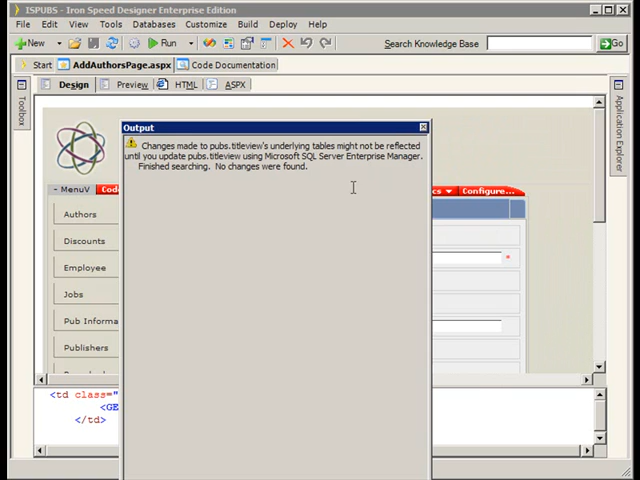 ISPUBS - Iron Speed Designer Enterprise Edition
File Edit View Tools Databases Customize Deploy Help
New Run Search Knowledge Base Go
Start AddAuthorsPage.aspx Code Documentation
Design Preview HTML ASPX
Toolbox
Application Explorer
Output
Changes made to pubs.titleview's underlying tables might not be reflected
until you update pubs.titleview using Microsoft SQL Server Enterprise Manager.
Finished searching. No changes were found.
- MenuV
Configure...
Authors
Discounts
Employee
*
Jobs
Pub Informa
Publishers
<td class="
<GE
</td>